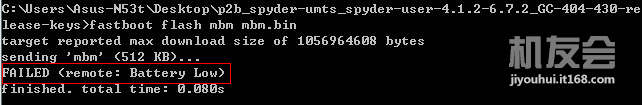 C:\Users\Asus-N53t\Desktop\p2b_spyder-umts_spyder-user-4.1.2-6.7.2_GC-404-430-re
lease-keys>fastboot flash mbm mbm.bin
target reported max download size of 1056964608 bytes
sending 'mbm' (512 KB)...
FAILED (remote: Battery Low)
finished. total time: 0.080s
机友会
jiyouhui.it168.com